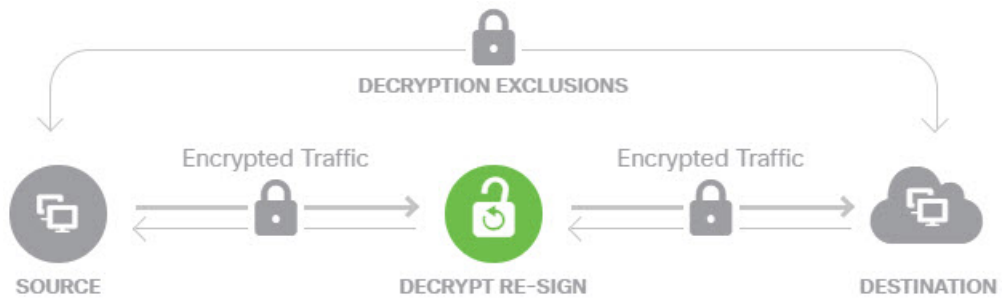 DECRYPTION EXCLUSIONS
Encrypted Traffic
Encrypted Traffic
SOURCE
DECRYPT RE-SIGN
DESTINATION